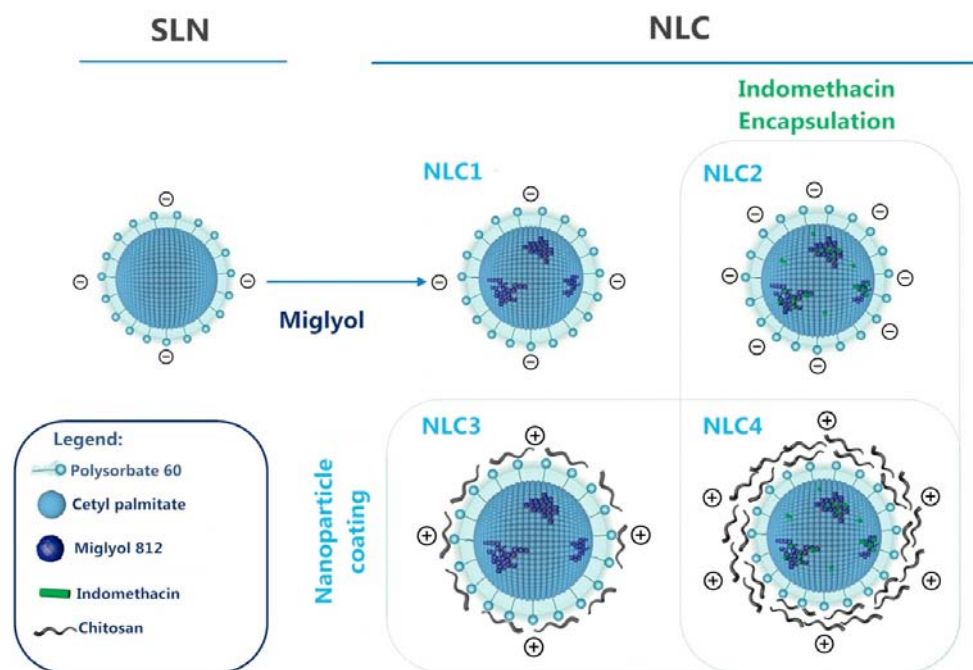 SLN
NLC
Indomethacin
Encapsulation
NLC1
NLC2
Miglyol
NLC3
NLC4
Nanoparticle
coating
Legend:
Polysorbate 60
Cetyl palmitate
Miglyol 812
Indomethacin
Chitosan